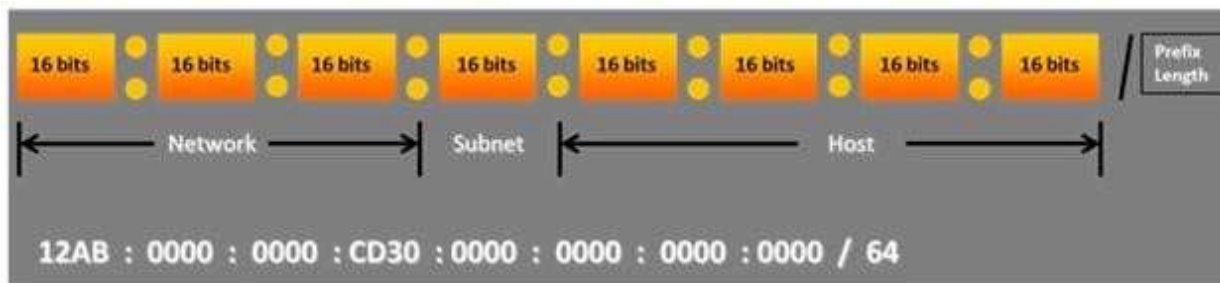 16 bits 16 bits 16 bits 16 bits 16 bits 16 bits 16 bits 16 bits / Prefix
Length
Network Subnet Host
12AB : 0000 : 0000 : CD30 : 0000 : 0000 : 0000 : 0000 / 64